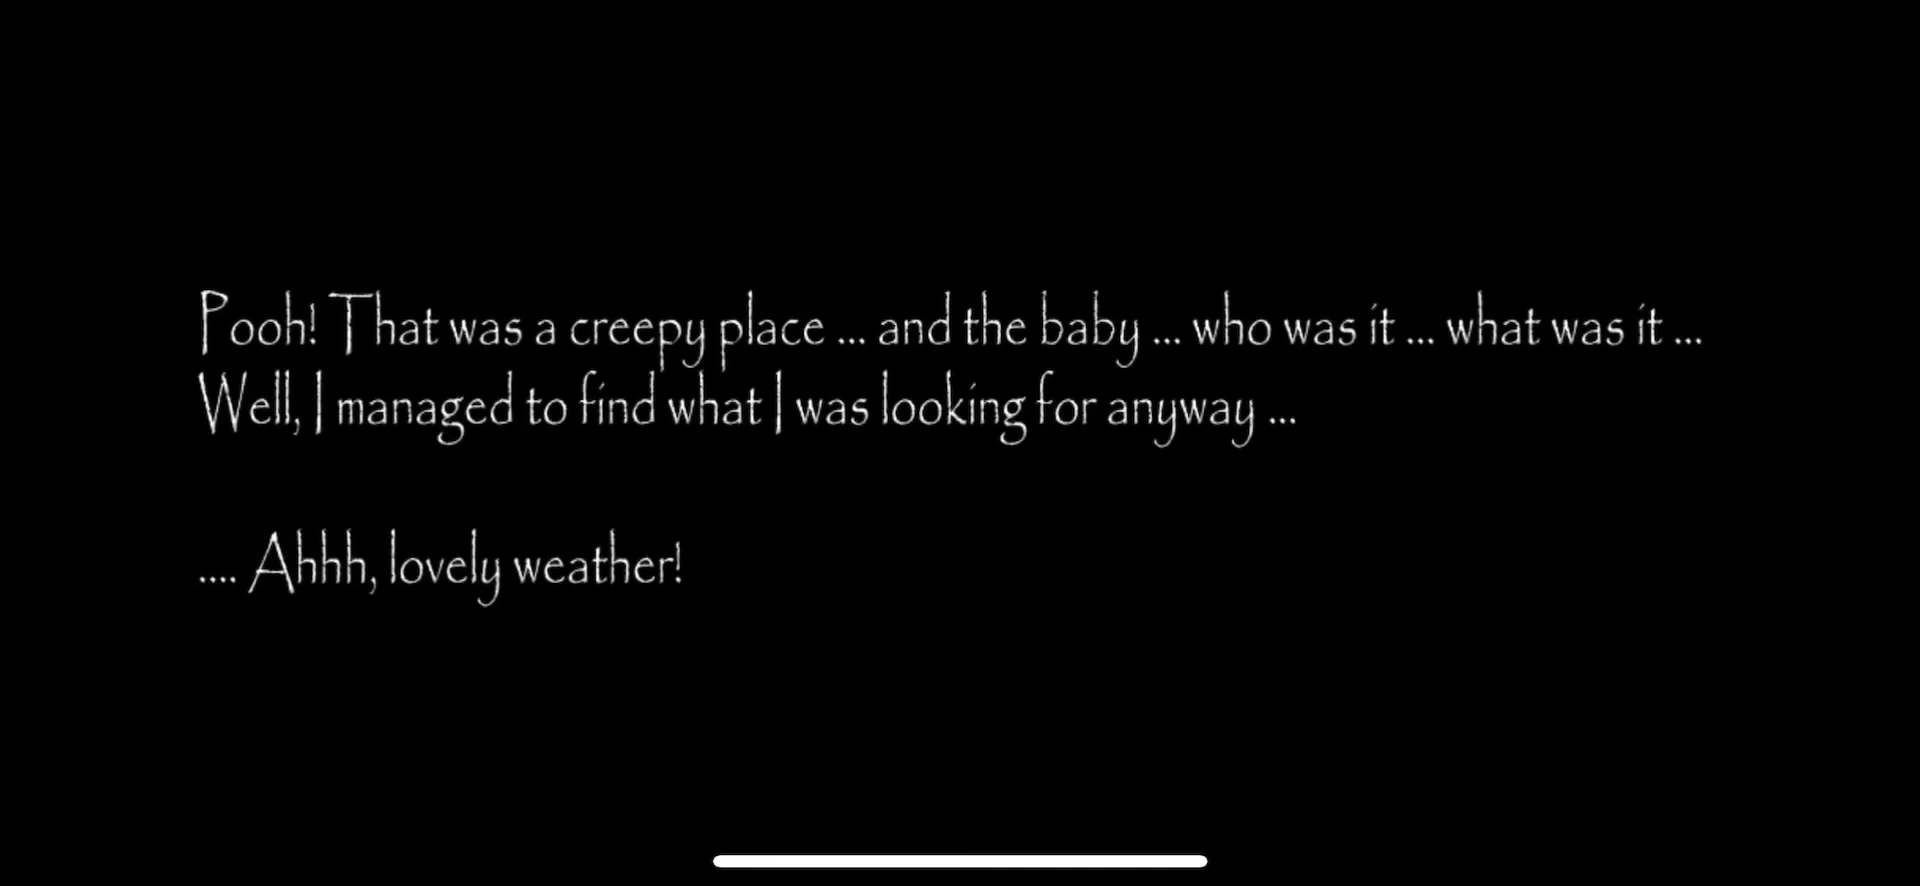 Pooh! That was a creepy place ... and the baby ... who was it ... what was it ...
Well, I managed to find what I was looking for anyway ...
.... Ahhh, lovely weather!